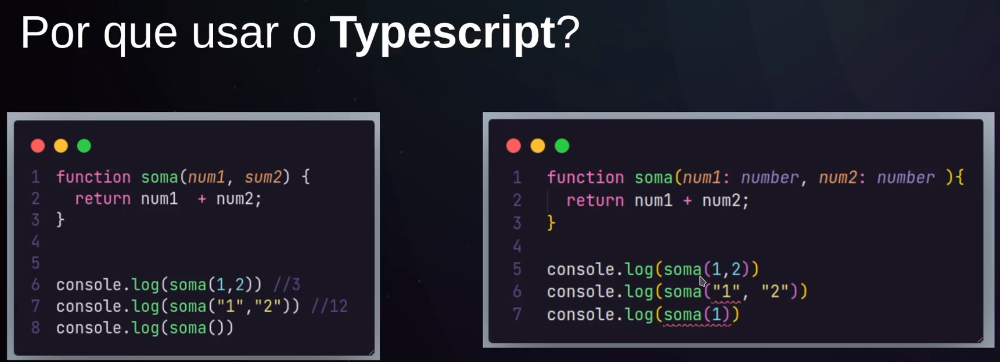 Por que usar o Typescript?
1 function soma(num1, sum2) {
2 return num1  + num2;
3 }
4
5
6 console.log(soma(1,2)) //3
7 console.log(soma("1","2")) //12
8 console.log(soma())
1 function soma(num1: number, num2: number ){
2 return num1 + num2;
3 }
4
5 console.log(soma(1,2))
6 console.log(soma("1", "2"))
7 console.log(soma(1))